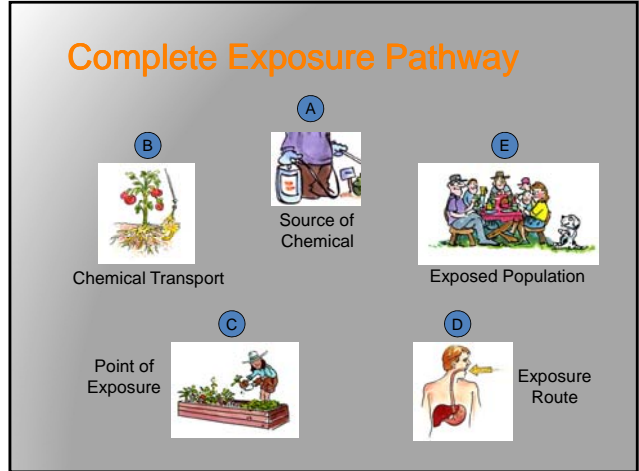 Complete Exposure Pathway
A
B
E
Source of
Chemical
Chemical Transport
Exposed Population
C
D
Point of
Exposure
Exposure
Route